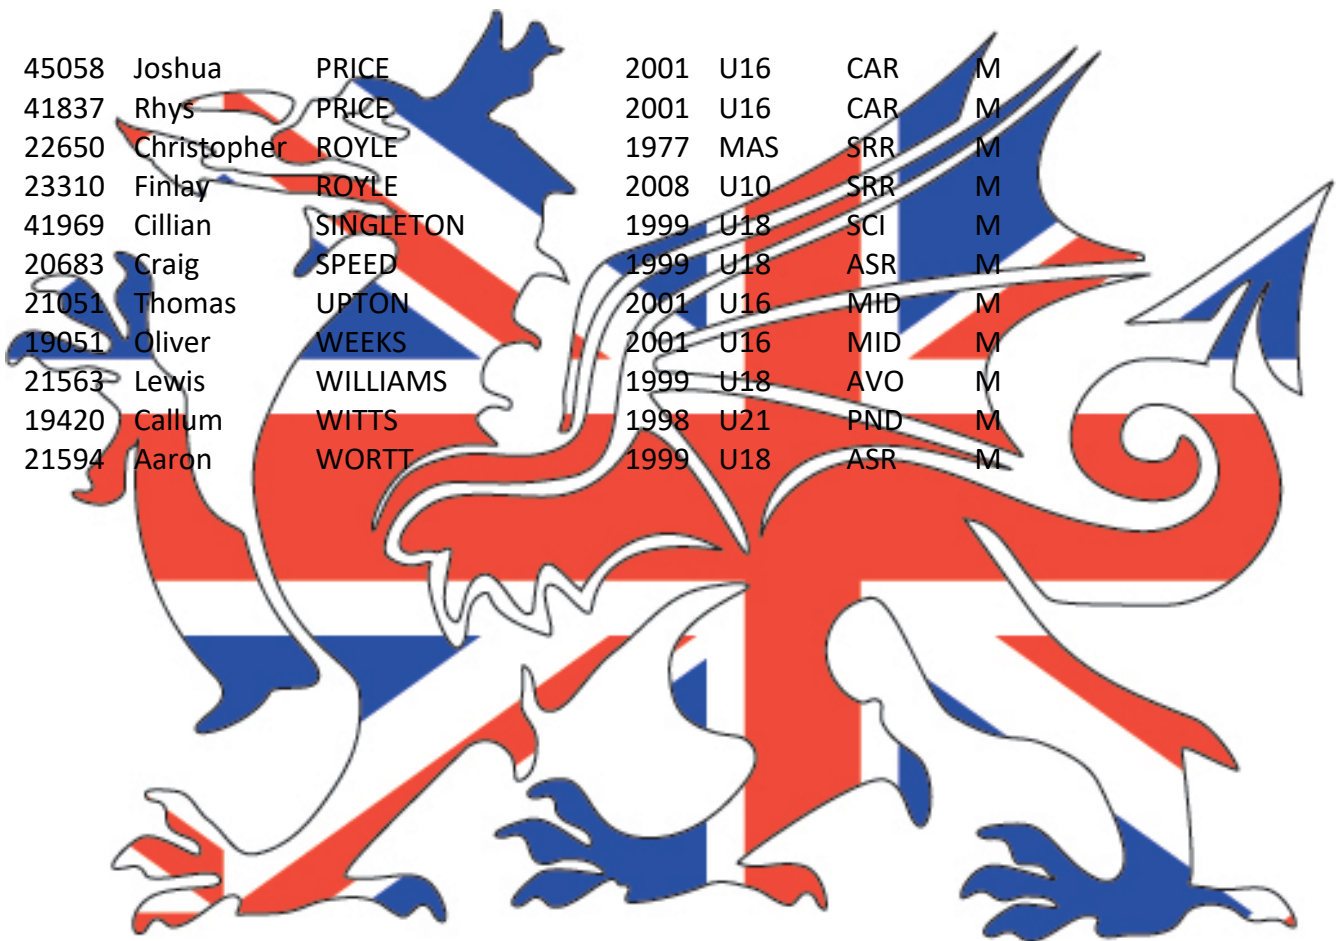 45058 Joshua PRICE 2001 U16 CAR M
41837 Rhys PRICE 2001 U16 CAR M
22650 Christopher ROYLE 1977 MAS SRR M
23310 Finlay ROYLE 2008 U10 SRR M
41969 Cillian SINGLETON 1999 U18 SCI M
20683 Craig SPEED 1999 U18 ASR M
21051 Thomas UPTON 2001 U16 MID M
19051 Oliver WEEKS 2001 U16 MID M
21563 Lewis WILLIAMS 1999 U18 AVO M
19420 Callum WITTS 1998 U21 PND M
21594 Aaron WORTT 1999 U18 ASR M